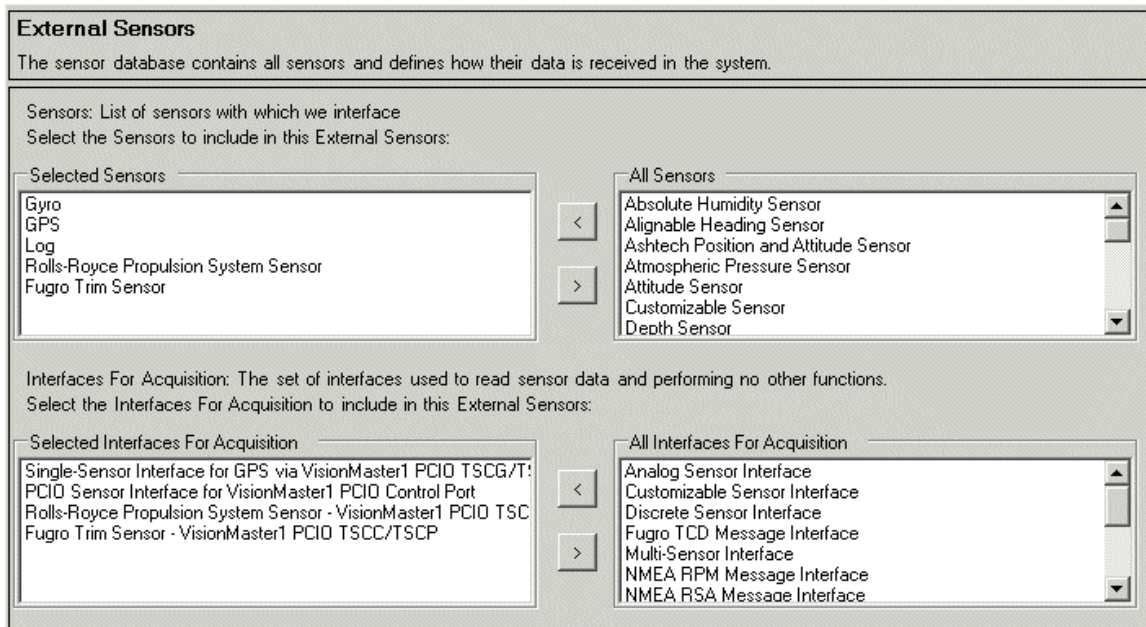 External Sensors
The sensor database contains all sensors and defines how their data is received in the system.
Sensors: List of sensors with which we interface
Select the Sensors to include in this External Sensors:
Selected Sensors
Gyro
GPS
Log
Rolls-Royce Propulsion System Sensor
Fugro Trim Sensor
<
>
All Sensors
Absolute Humidity Sensor
Alignable Heading Sensor
Ashtech Position and Attitude Sensor
Atmospheric Pressure Sensor
Attitude Sensor
Customizable Sensor
Depth Sensor
Interfaces For Acquisition: The set of interfaces used to read sensor data and performing no other functions.
Select the Interfaces For Acquisition to include in this External Sensors:
Selected Interfaces For Acquisition
Single-Sensor Interface for GPS via VisionMaster1 PCIO TSCG/TS
PCIO Sensor Interface for VisionMaster1 PCIO Control Port
Rolls-Royce Propulsion System Sensor - VisionMaster1 PCIO TSC
Fugro Trim Sensor - VisionMaster1 PCIO TSCC/TSCP
<
>
All Interfaces For Acquisition
Analog Sensor Interface
Customizable Sensor Interface
Discrete Sensor Interface
Fugro TCD Message Interface
Multi-Sensor Interface
NMEA RPM Message Interface
NMEA RSA Message Interface